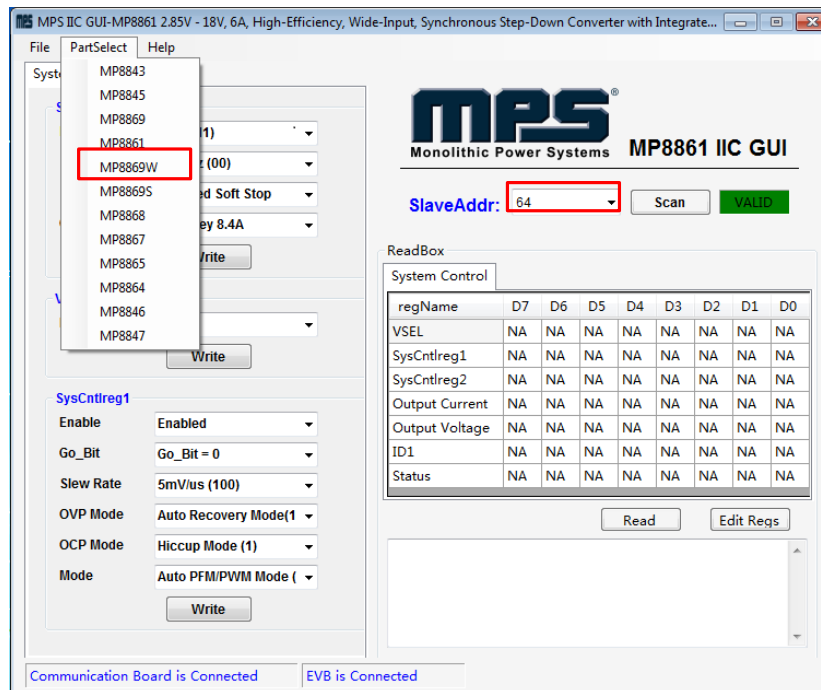 MPS IIC GUI-MP8861 2.85V - 18V, 6A, High-Efficiency, Wide-Input, Synchronous Step-Down Converter with Integrate...
File PartSelect Help
Syste
MP8843
MP8845
MP8869
MP8861
MP8869W
MP8869S
MP8868
MP8867
MP8865
MP8864
MP8846
MP8847
S
11)
z (00)
ed Soft Stop
ey 8.4A
Write
V
Write
SysCntlreg1
Enable Enabled
Go_Bit Go_Bit = 0
Slew Rate 5mV/us (100)
OVP Mode Auto Recovery Mode(1
OCP Mode Hiccup Mode (1)
Mode Auto PFM/PWM Mode (
Write
MPS®
Monolithic Power Systems MP8861 IIC GUI
SlaveAddr: 64 Scan VALID
ReadBox
System Control
regName D7 D6 D5 D4 D3 D2 D1 D0
VSEL NA NA NA NA NA NA NA NA
SysCntlreg1 NA NA NA NA NA NA NA NA
SysCntlreg2 NA NA NA NA NA NA NA NA
Output Current NA NA NA NA NA NA NA NA
Output Voltage NA NA NA NA NA NA NA NA
ID1 NA NA NA NA NA NA NA NA
Status NA NA NA NA NA NA NA NA
Read Edit Regs
Communication Board is Connected EVB is Connected